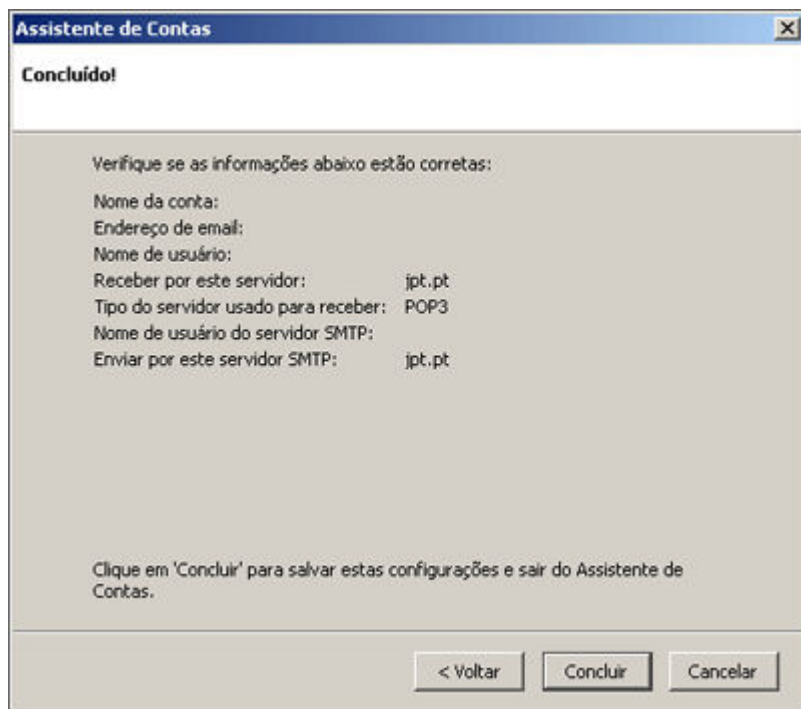 Assistente de Contas
Concluído!
Verifique se as informações abaixo estão corretas:
Nome da conta:
Endereço de email:
Nome de usuário:
Receber por este servidor: jpt.pt
Tipo do servidor usado para receber: POP3
Nome de usuário do servidor SMTP:
Enviar por este servidor SMTP: jpt.pt
Clique em 'Concluir' para salvar estas configurações e sair do Assistente de
Contas.
< Voltar Concluir Cancelar